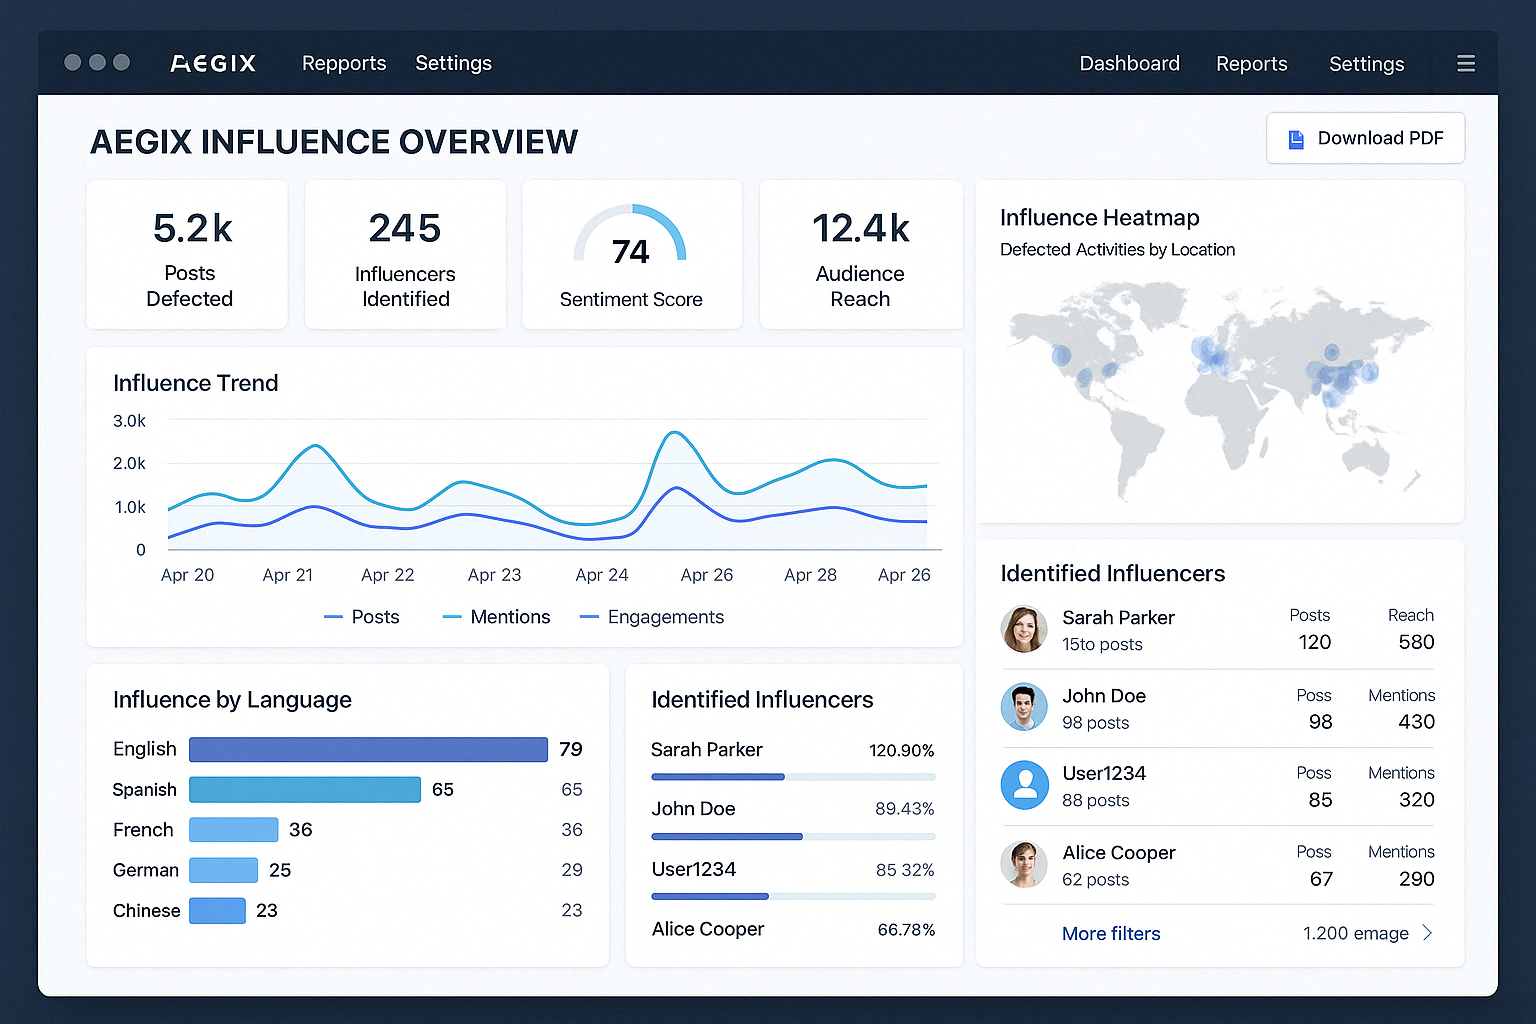 AEGIX
Repports
Settings
Dashboard
Reports
Settings
AEGIX INFLUENCE OVERVIEW
Download PDF
5.2k
Posts
Defected
245
Influencers
Identified
74
Sentiment Score
12.4k
Audience
Reach
Influence Heatmap
Defected Activities by Location
Influence Trend
3.0k
2.0k
1.0k
0
Apr 20 Apr 21 Apr 22 Apr 23 Apr 24 Apr 26 Apr 28 Apr 26
Posts Mentions Engagements
Influence by Language
English 79
Spanish 65 65
French 36 36
German 25 29
Chinese 23 23
Identified Influencers
Sarah Parker 120.90%
John Doe 89.43%
User1234 85 32%
Alice Cooper 66.78%
Identified Influencers
Sarah Parker Posts Reach
15to posts 120 580
John Doe Poss Mentions
98 posts 98 430
User1234 Poss Mentions
88 posts 85 320
Alice Cooper Poss Mentions
62 posts 67 290
More filters 1.200 emage